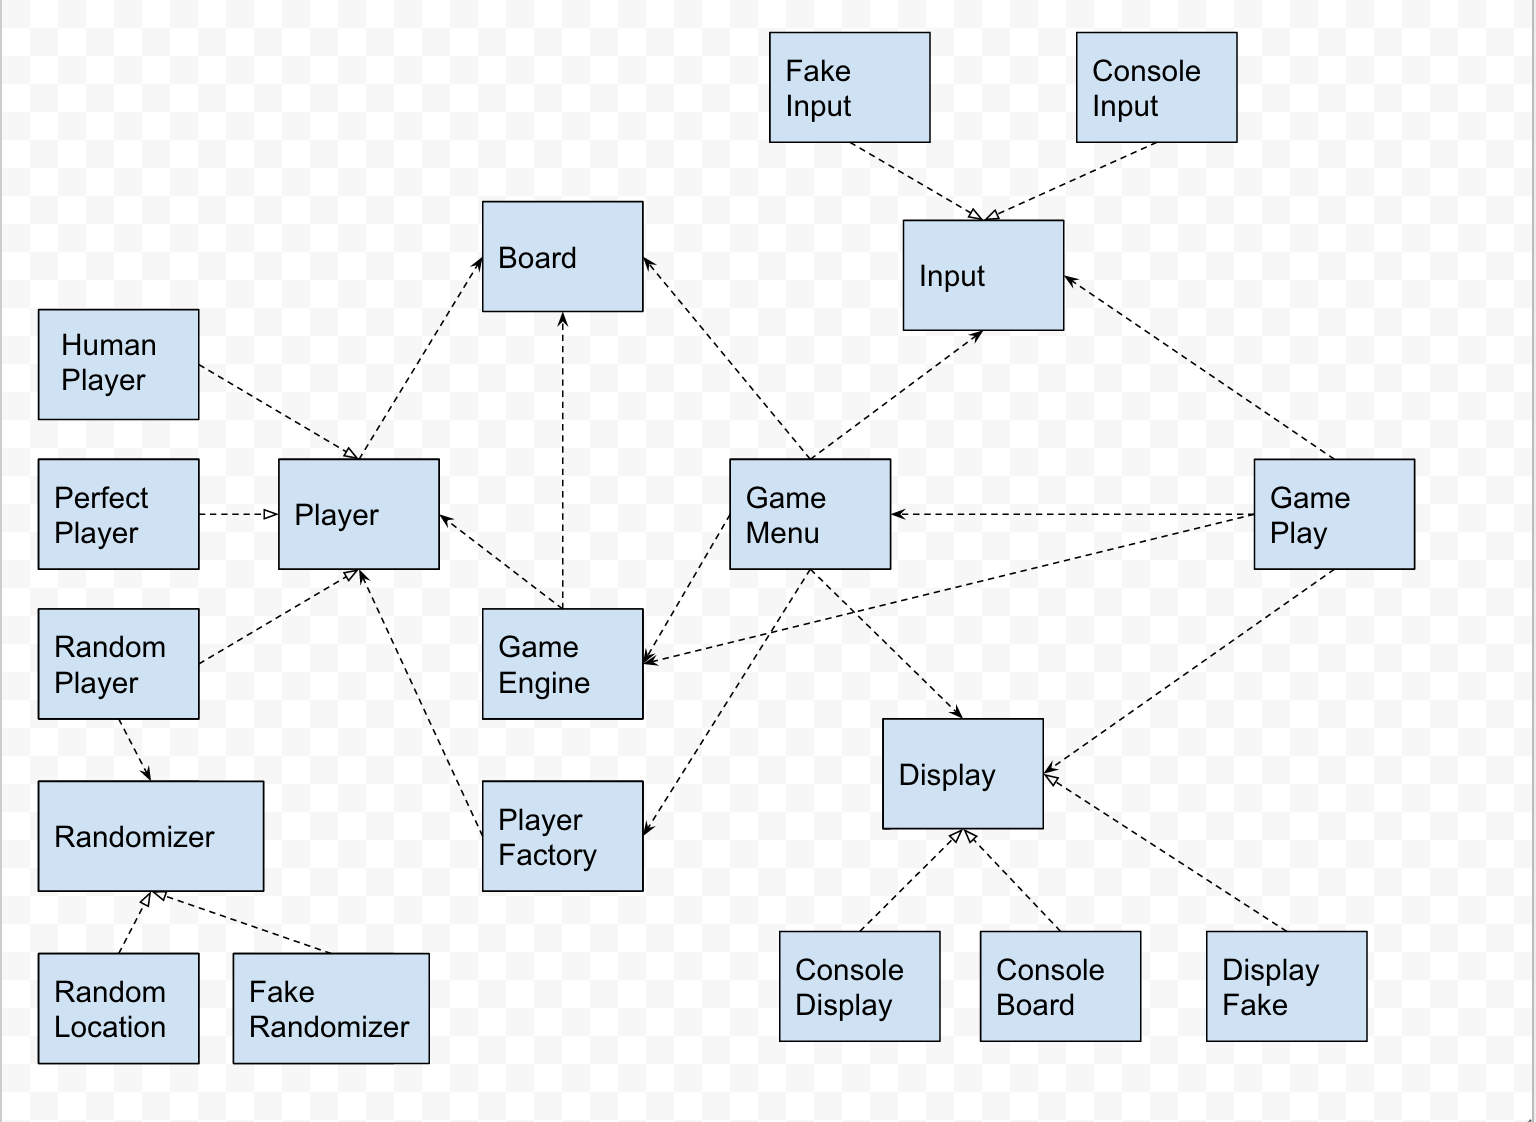 Fake
Input
Console
Input
Board
Input
Human
Player
Perfect
Player
Player
Game
Menu
Game
Play
Random
Player
Game
Engine
Display
Randomizer
Player
Factory
Console
Display
Console
Board
Display
Fake
Random
Location
Fake
Randomizer